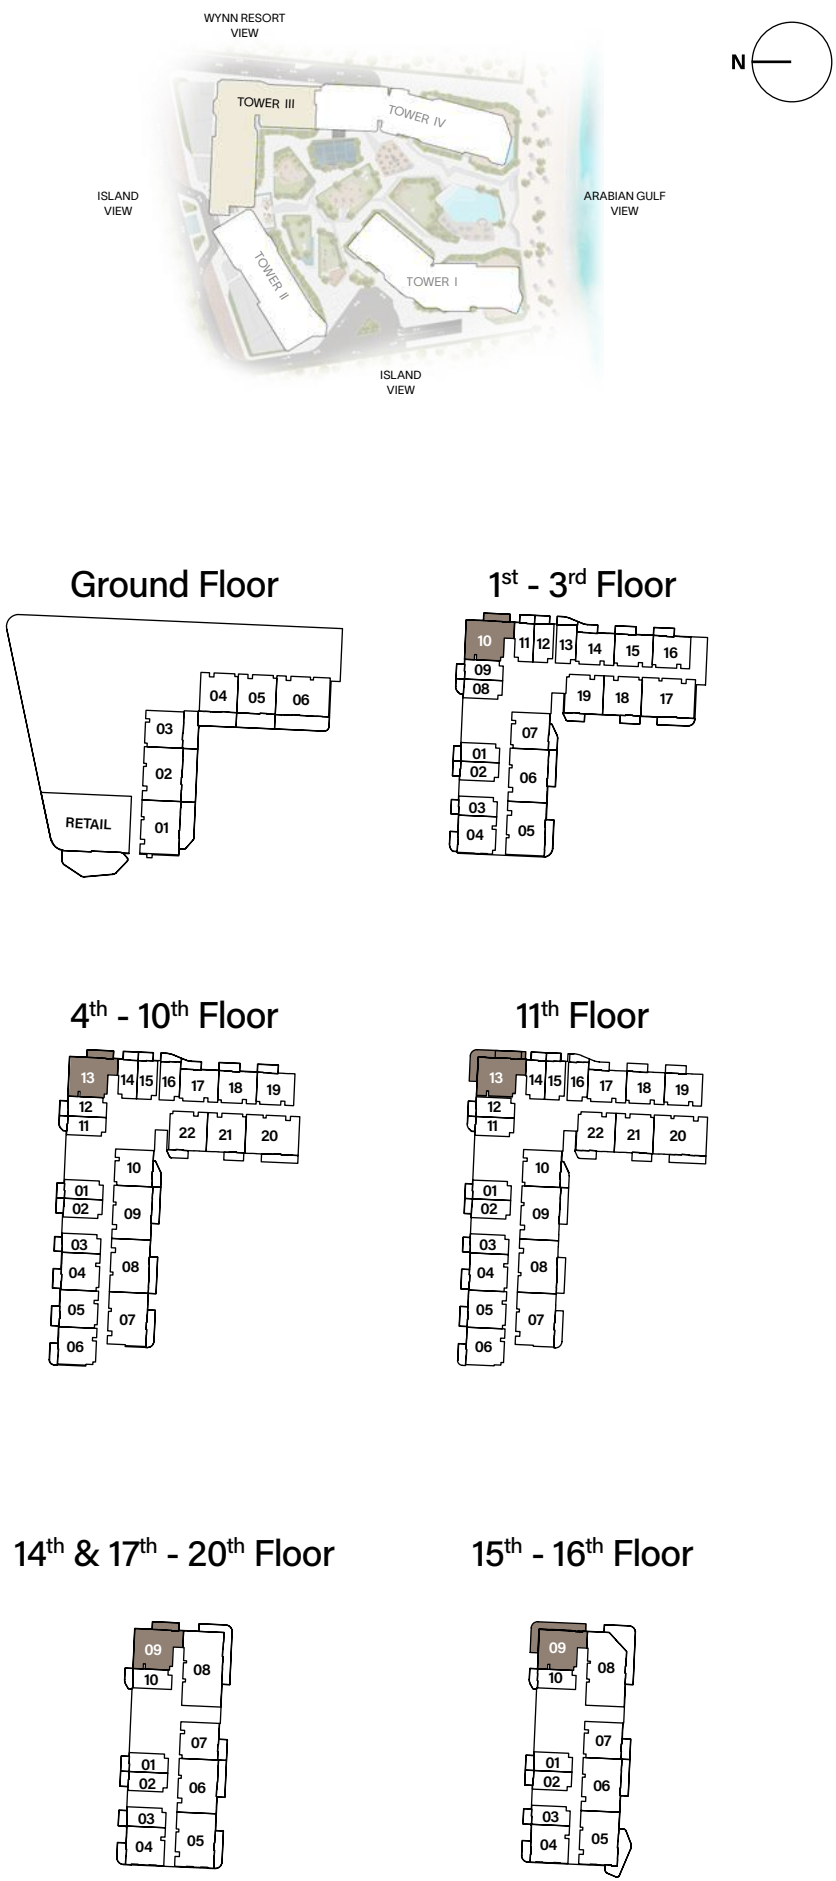 WYNN RESORT
VIEW
N
TOWER III
TOWER IV
ISLAND
VIEW
ARABIAN GULF
VIEW
TOWER II
TOWER I
ISLAND
VIEW
Ground Floor
04 05 06
03
02
01
RETAIL
1st - 3rd Floor
10 11 12 13 14 15 16
09
08
19 18 17
07
01
02
06
03
04
05
4th - 10th Floor
13 14 15 16 17 18 19
12
11
22 21 20
10
01
02
09
03
04
08
05
07
06
11th Floor
13 14 15 16 17 18 19
12
11
22 21 20
10
01
02
09
03
04
08
05
07
06
14th & 17th - 20th Floor
09
08
10
07
01
02
06
03
04
05
15th - 16th Floor
09
08
10
07
01
02
06
03
04
05